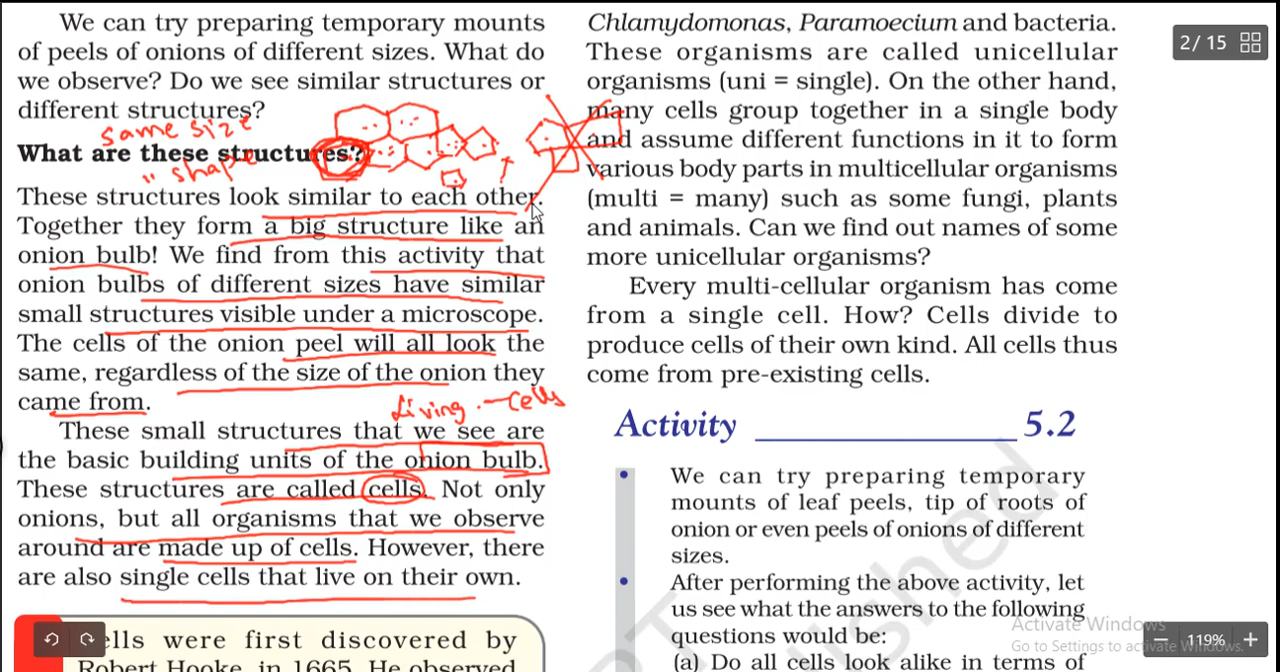 We can try preparing temporary mounts
of peels of onions of different sizes. What do
we observe? Do we see similar structures or
different structures?
same size
What are these structures?
" shape
These structures look similar to each other.
Together they form a big structure like an
onion bulb! We find from this activity that
onion bulbs of different sizes have similar
small structures visible under a microscope.
The cells of the onion peel will all look the
same, regardless of the size of the onion they
came from.
Living - cells
These small structures that we see are
the basic building units of the onion bulb.
These structures are called cells. Not only
onions, but all organisms that we observe
around are made up of cells. However, there
are also single cells that live on their own.
ells were first discovered by
Robert Hooke in 1665. He observed
Chlamydomonas, Paramoecium and bacteria.
These organisms are called unicellular
organisms (uni = single). On the other hand,
many cells group together in a single body
and assume different functions in it to form
various body parts in multicellular organisms
(multi = many) such as some fungi, plants
and animals. Can we find out names of some
more unicellular organisms?
Every multi-cellular organism has come
from a single cell. How? Cells divide to
produce cells of their own kind. All cells thus
come from pre-existing cells.
Activity 5.2
• We can try preparing temporary
mounts of leaf peels, tip of roots of
onion or even peels of onions of different
sizes.
• After performing the above activity, let
us see what the answers to the following
questions would be:
(a) Do all cells look alike in terms of
2 / 15
Activate Windows
Go to Settings to activate Windows.
119%